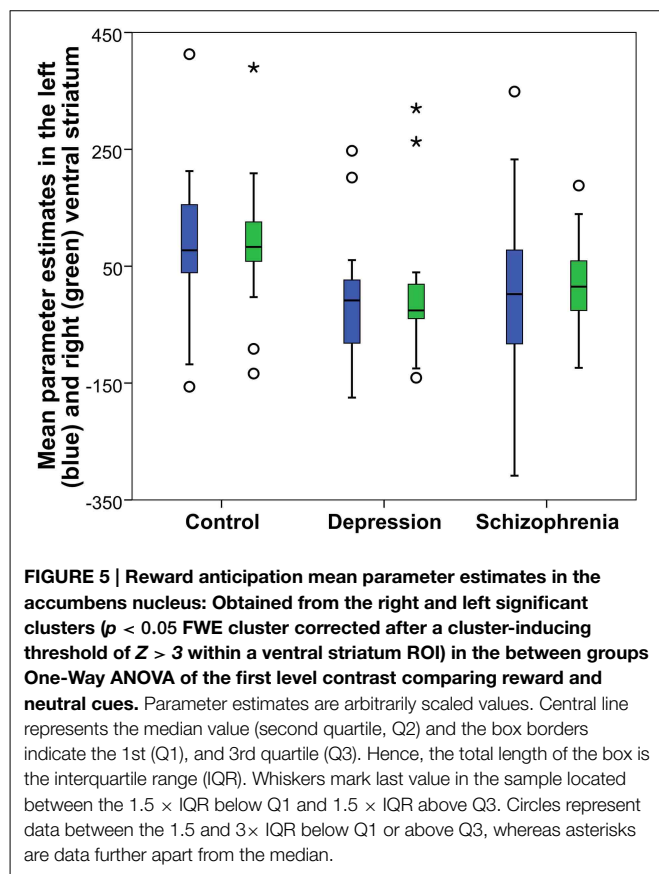 Mean parameter estimates in the left
(blue) and right (green) ventral striatum
450
250
50
-150
-350
Control Depression Schizophrenia
FIGURE 5 | Reward anticipation mean parameter estimates in the
accumbens nucleus: Obtained from the right and left significant
clusters (p < 0.05 FWE cluster corrected after a cluster-inducing
threshold of Z > 3 within a ventral striatum ROI) in the between groups
One-Way ANOVA of the first level contrast comparing reward and
neutral cues. Parameter estimates are arbitrarily scaled values. Central line
represents the median value (second quartile, Q2) and the box borders
indicate the 1st (Q1), and 3rd quartile (Q3). Hence, the total length of the box is
the interquartile range (IQR). Whiskers mark last value in the sample located
between the 1.5 × IQR below Q1 and 1.5 × IQR above Q3. Circles represent
data between the 1.5 and 3× IQR below Q1 or above Q3, whereas asterisks
are data further apart from the median.